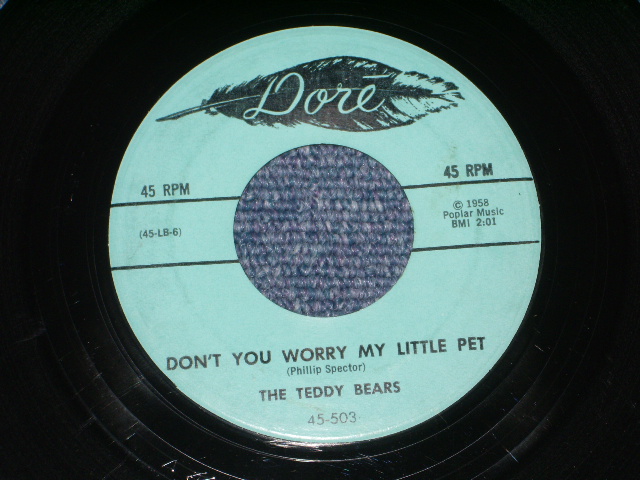 Doré
45 RPM
45 RPM
(45-LB-6)
© 1958
Poplar Music
BMI 2:01
DON'T YOU WORRY MY LITTLE PET
(Phillip Spector)
THE TEDDY BEARS
45-503